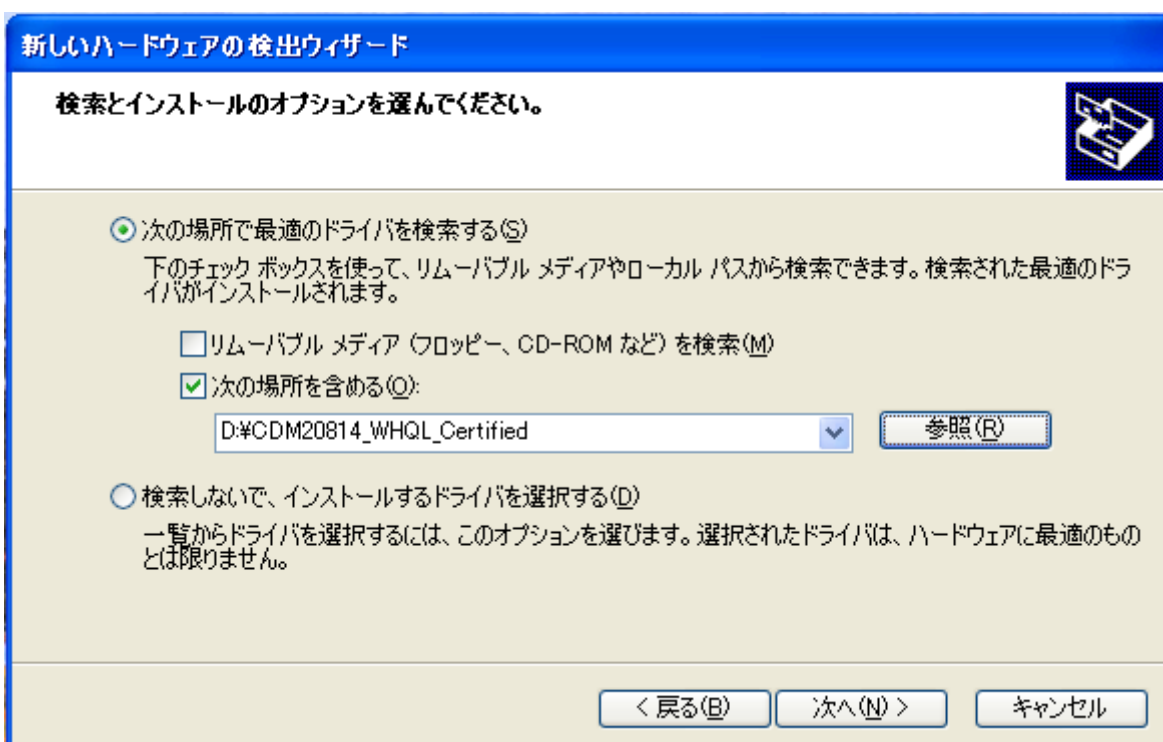 新しいハードウェアの検出ウィザード
検索とインストールのオプションを選んでください。
次の場所で最適のドライバを検索する(S)
下のチェック ボックスを使って、リムーバブル メディアやローカル パスから検索できます。検索された最適のドラ
イバがインストールされます。
リムーバブル メディア (フロッピー、CD-ROM など) を検索(M)
次の場所を含める(O):
D:¥CDM20814_WHQL_Certified
参照(R)
検索しないで、インストールするドライバを選択する(D)
一覧からドライバを選択するには、このオプションを選びます。選択されたドライバは、ハードウェアに最適のもの
とは限りません。
< 戻る(B) 次へ(N) > キャンセル